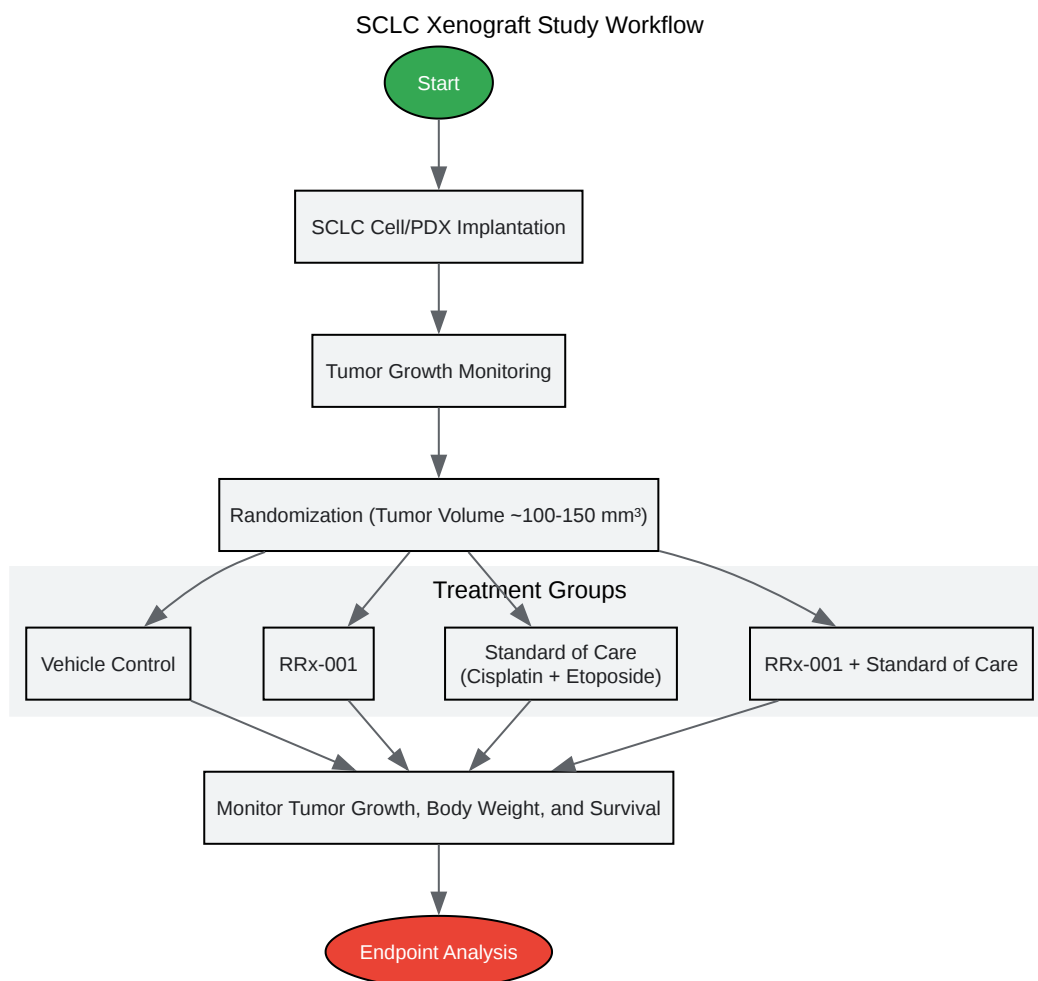 SCLC Xenograft Study Workflow
Start
SCLC Cell/PDX Implantation
Tumor Growth Monitoring
Randomization (Tumor Volume ~100-150 mm³)
Treatment Groups
Vehicle Control
RRx-001
Standard of Care
(Cisplatin + Etoposide)
RRx-001 + Standard of Care
Monitor Tumor Growth, Body Weight, and Survival
Endpoint Analysis